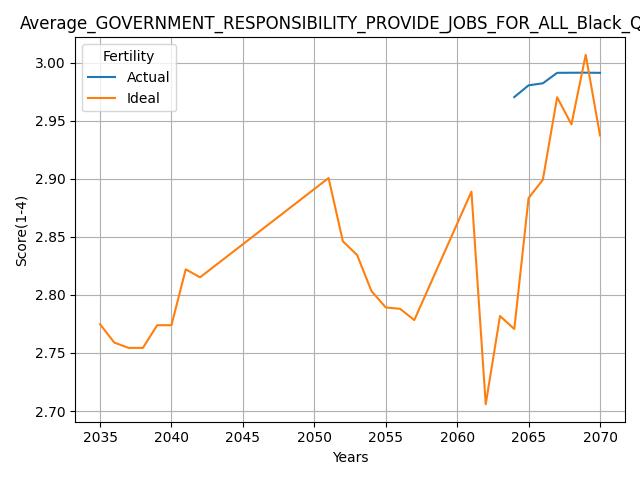 Average_GOVERNMENT_RESPONSIBILITY_PROVIDE_JOBS_FOR_ALL_Black_Q
Fertility
Actual
Ideal
Score(1-4)
3.00
2.95
2.90
2.85
2.80
2.75
2.70
2035 2040 2045 2050 2055 2060 2065 2070
Years